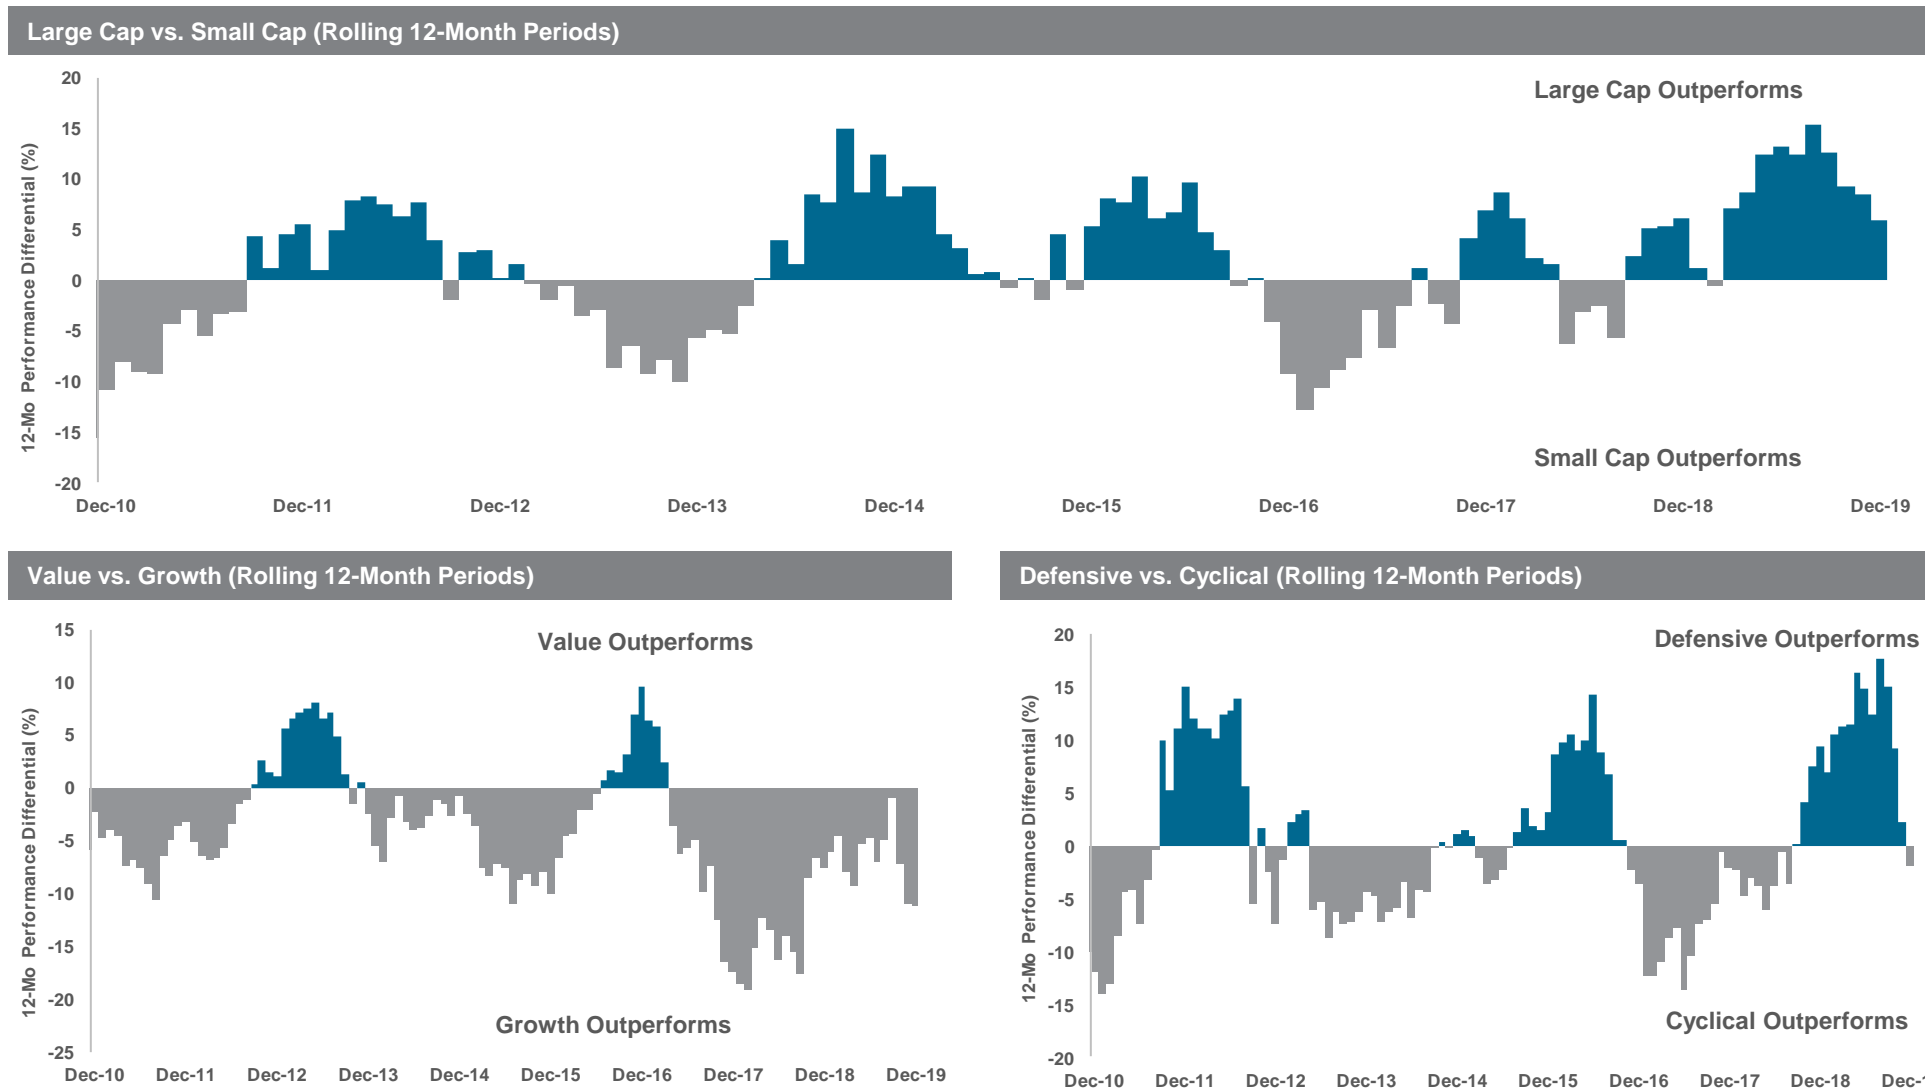 Large Cap vs. Small Cap (Rolling 12-Month Periods)
12-Mo Performance Differential (%)
20
15
10
5
0
-5
-10
-15
-20
Large Cap Outperforms
Small Cap Outperforms
Dec-10 Dec-11 Dec-12 Dec-13 Dec-14 Dec-15 Dec-16 Dec-17 Dec-18 Dec-19
Value vs. Growth (Rolling 12-Month Periods)
12-Mo Performance Differential (%)
15
10
5
0
-5
-10
-15
-20
-25
Value Outperforms
Growth Outperforms
Dec-10 Dec-11 Dec-12 Dec-13 Dec-14 Dec-15 Dec-16 Dec-17 Dec-18 Dec-19
Defensive vs. Cyclical (Rolling 12-Month Periods)
12-Mo Performance Differential (%)
20
15
10
5
0
-5
-10
-15
-20
Defensive Outperforms
Cyclical Outperforms
Dec-10 Dec-11 Dec-12 Dec-13 Dec-14 Dec-15 Dec-16 Dec-17 Dec-18